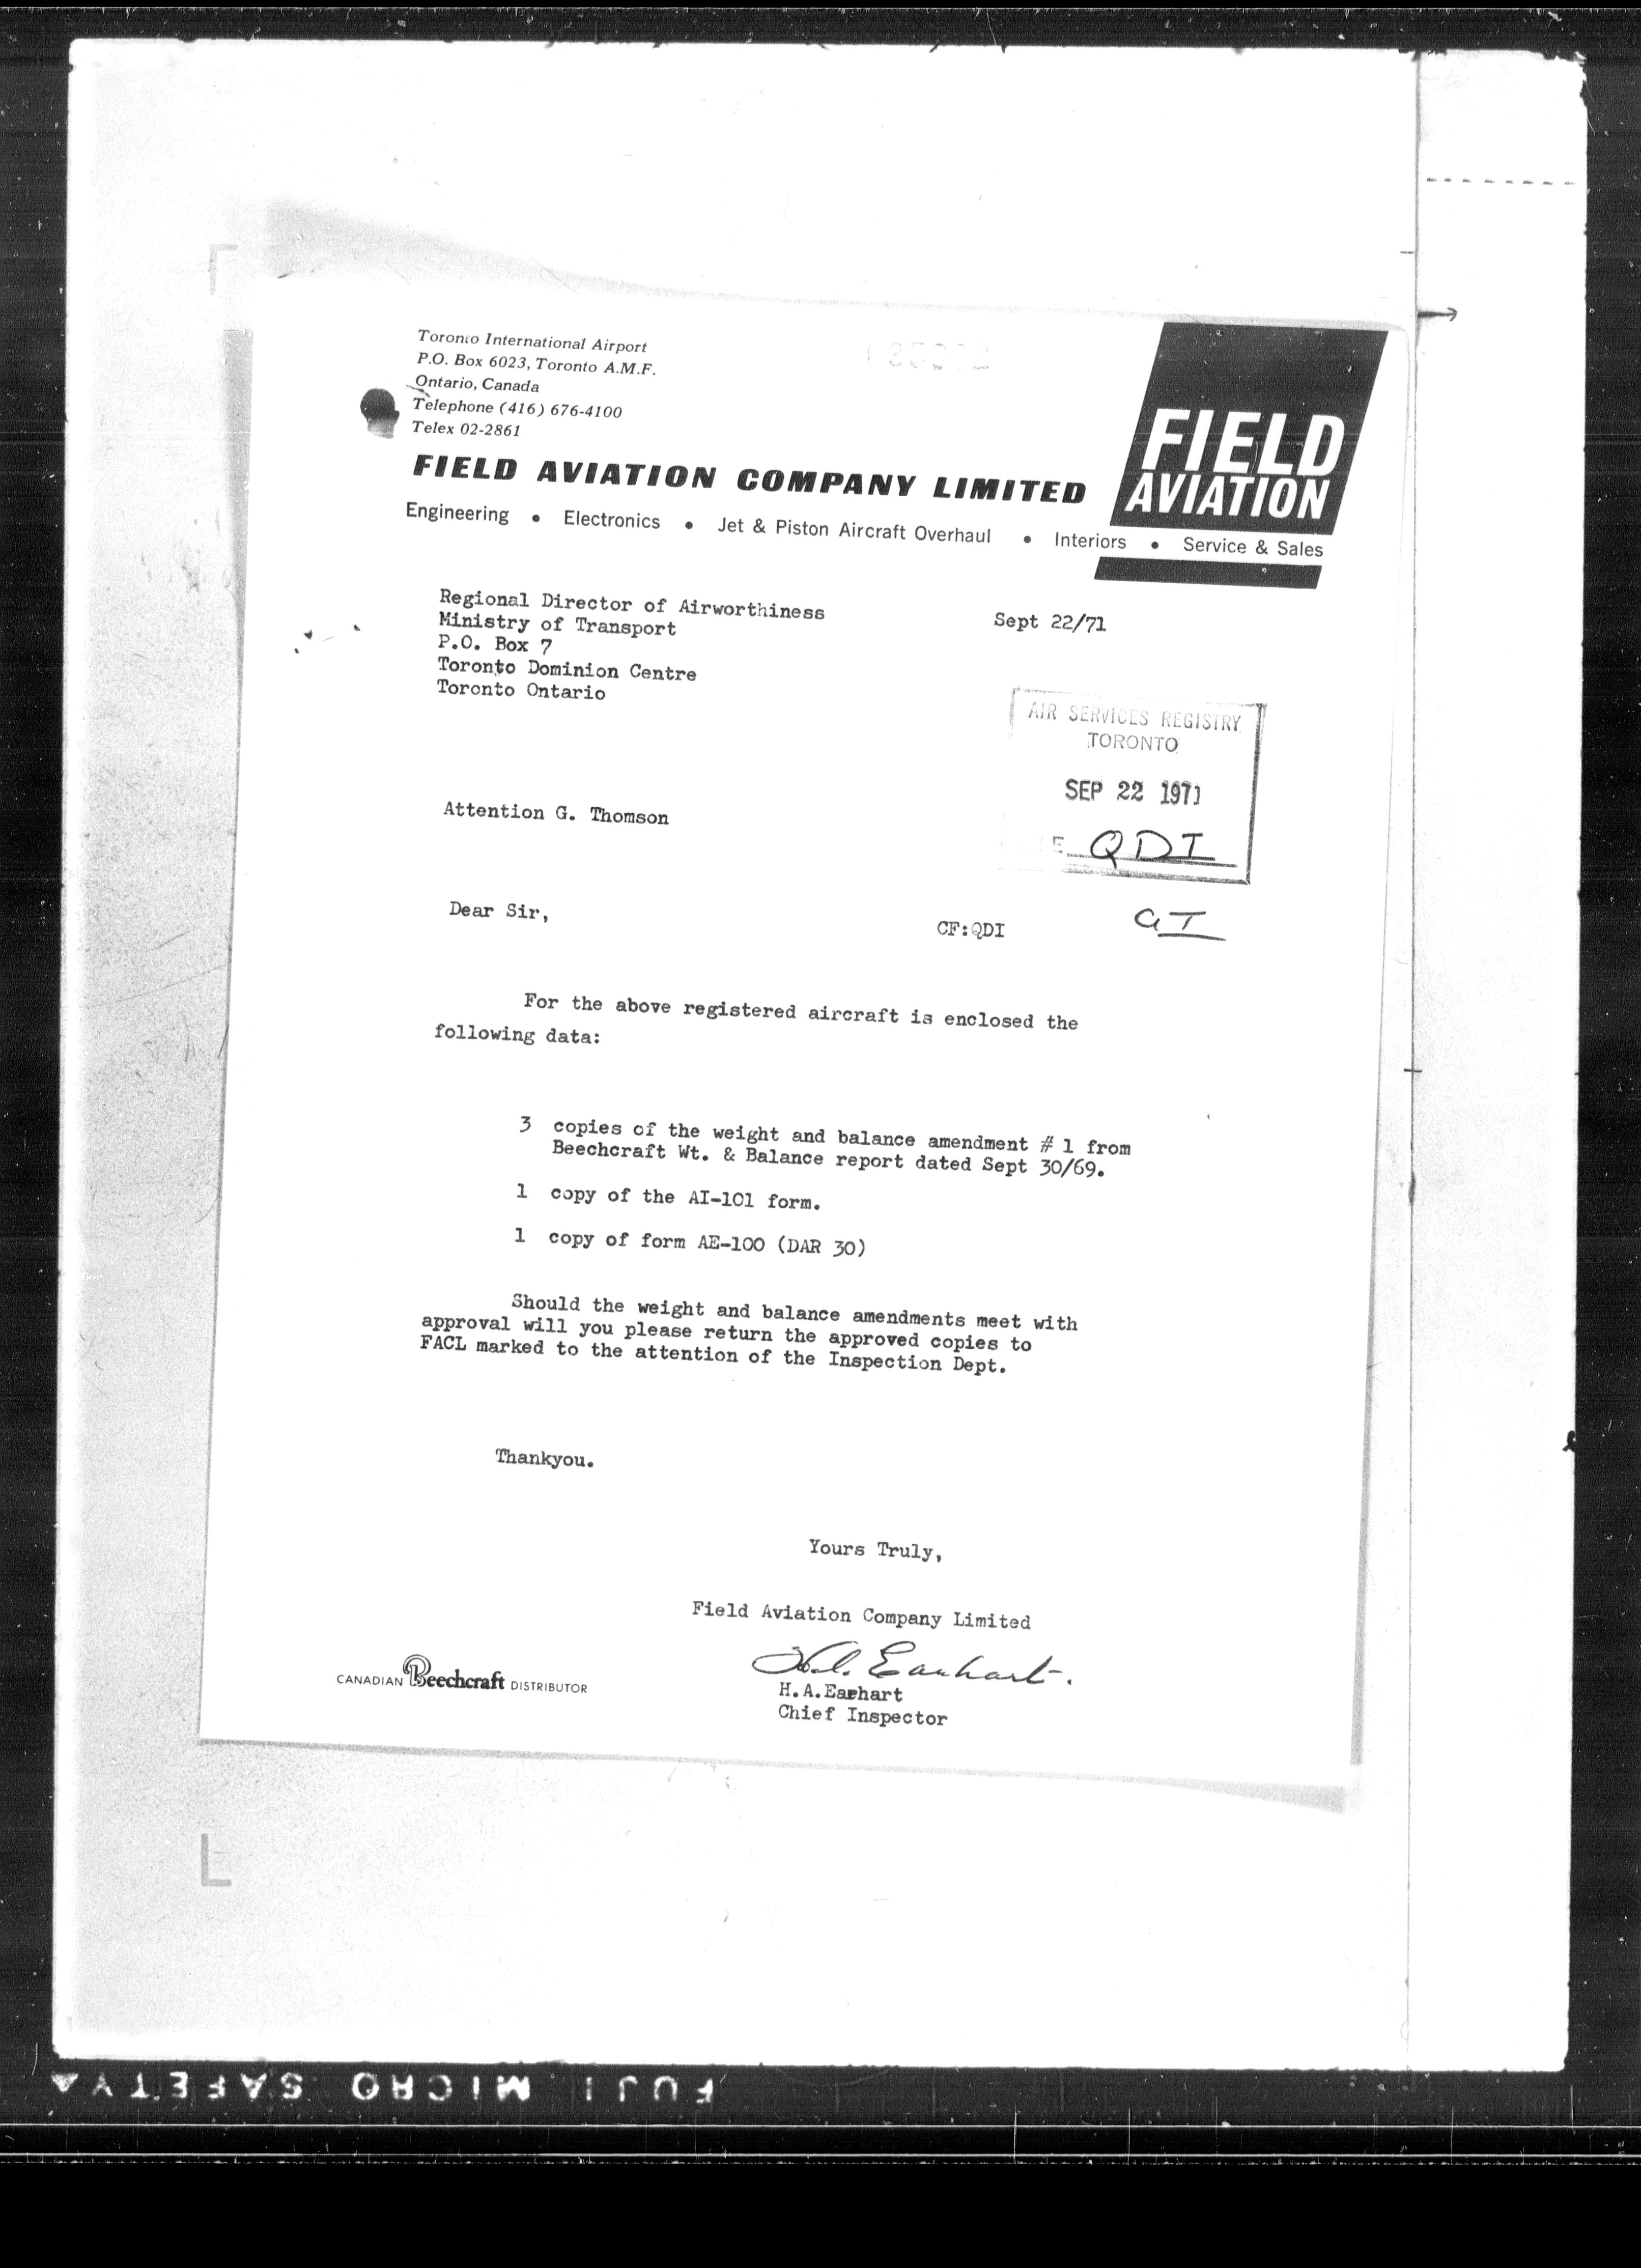 Toronto International Airport
P.O. Box 6023, Toronto A.M.F.
Ontario, Canada
Telephone (416) 676-4100
Telex 02-2861
FIELD AVIATION COMPANY LIMITED
FIELD
AVIATION
Engineering • Electronics • Jet & Piston Aircraft Overhaul • Interiors • Service & Sales
Regional Director of Airworthiness
Ministry of Transport
P.O. Box 7
Toronto Dominion Centre
Toronto Ontario
Sept 22/71
AIR SERVICES REGISTRY
TORONTO
SEP 22 1971
QDI
Attention G. Thomson
Dear Sir,
CF:QDI
For the above registered aircraft is enclosed the
following data:
3 copies of the weight and balance amendment # 1 from
Beechcraft Wt. & Balance report dated Sept 30/69.
1 copy of the AI-101 form.
1 copy of form AE-100 (DAR 30)
Should the weight and balance amendments meet with
approval will you please return the approved copies to
FACL marked to the attention of the Inspection Dept.
Thankyou.
Yours Truly,
Field Aviation Company Limited
H.A. Earhart.
H.A.Earhart
Chief Inspector
CANADIAN Beechcraft DISTRIBUTOR
FUJI MICRO SAFETY